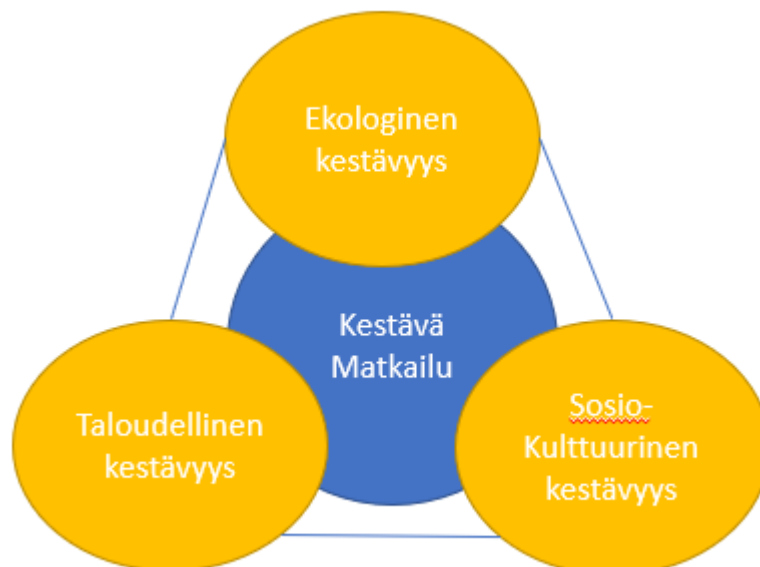 Ekologinen
kestävyys
Kestävä
Matkailu
Taloudellinen
kestävyys
Sosio-
Kulttuurinen
kestävyys